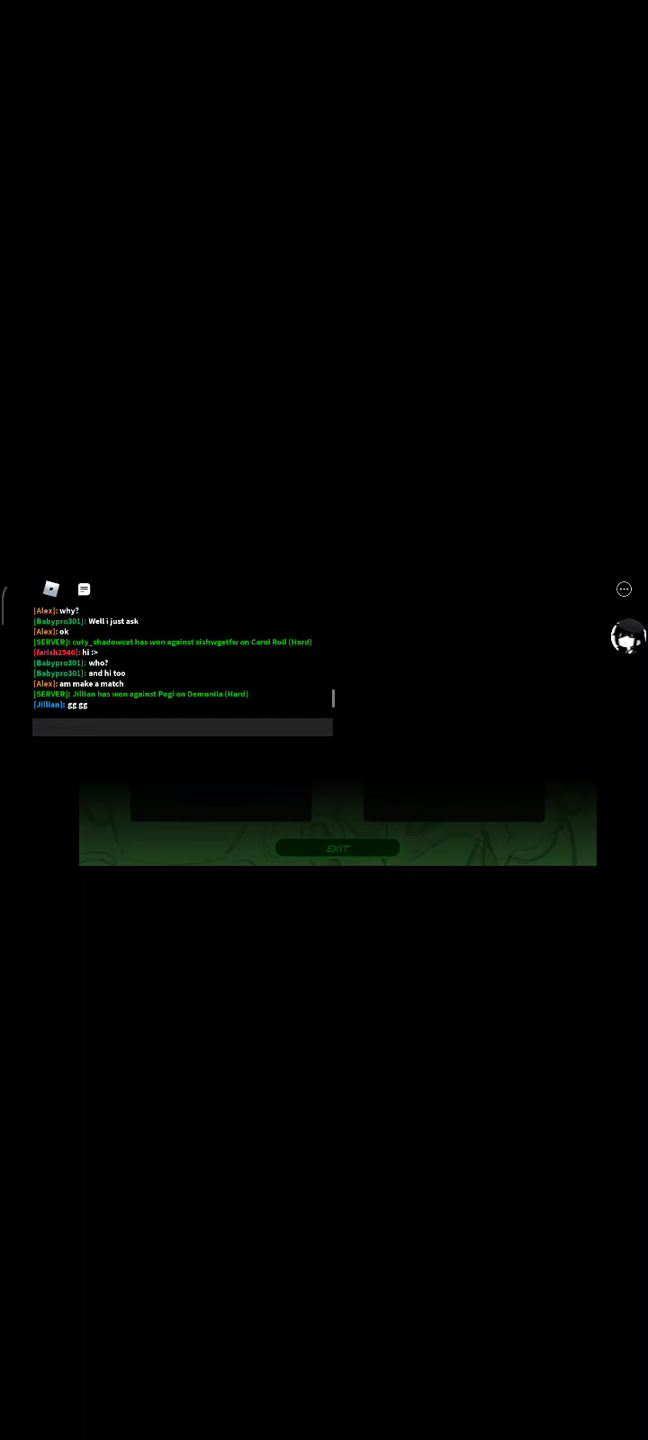 [Alex]: why?
[Babypro301]: Well i just ask
[Alex]: ok
[SERVER]: cuty_shadowcat has won against sishwgetfw on Carol Roll (Hard)
[farish2546]: hi :>
[Babypro301]: who?
[Babypro301]: and hi too
[Alex]: am make a match
[SERVER]: Jillian has won against Pogi on Demonila (Hard)
[Jillian]: gg gg
EXIT